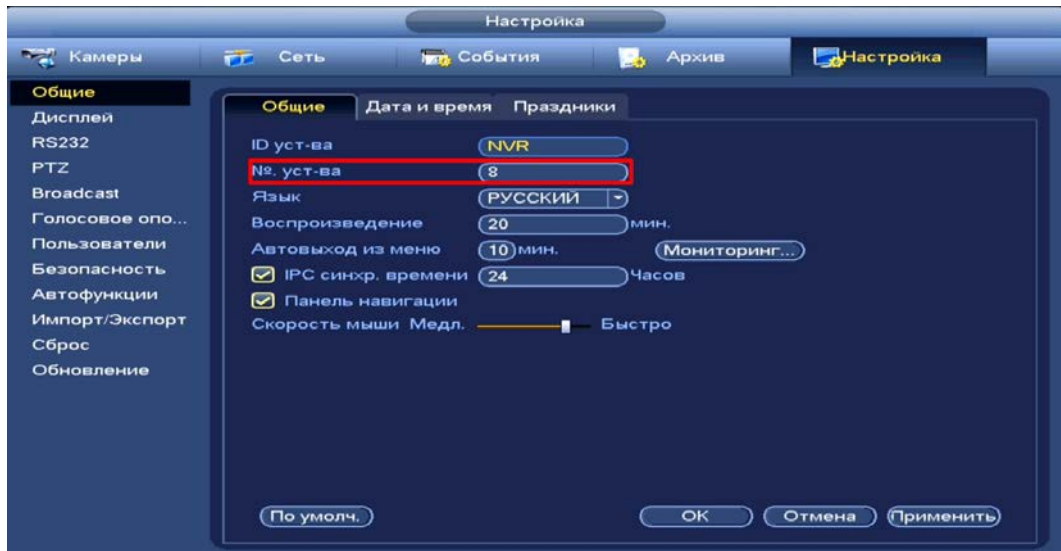 Настройка
Камеры Сеть События Архив Настройка
Общие
Дисплей
RS232
PTZ
Broadcast
Голосовое опо...
Пользователи
Безопасность
Автофункции
Импорт/Экспорт
Сброс
Обновление
Общие Дата и время Праздники
ID уст-ва NVR
№. уст-ва 8
Язык РУССКИЙ
Воспроизведение 20 мин.
Автовыход из меню 10 мин. Мониторинг...
IPC синхр. времени 24 Часов
Панель навигации
Скорость мыши Медл. Быстро
По умолч. OK Отмена Применить